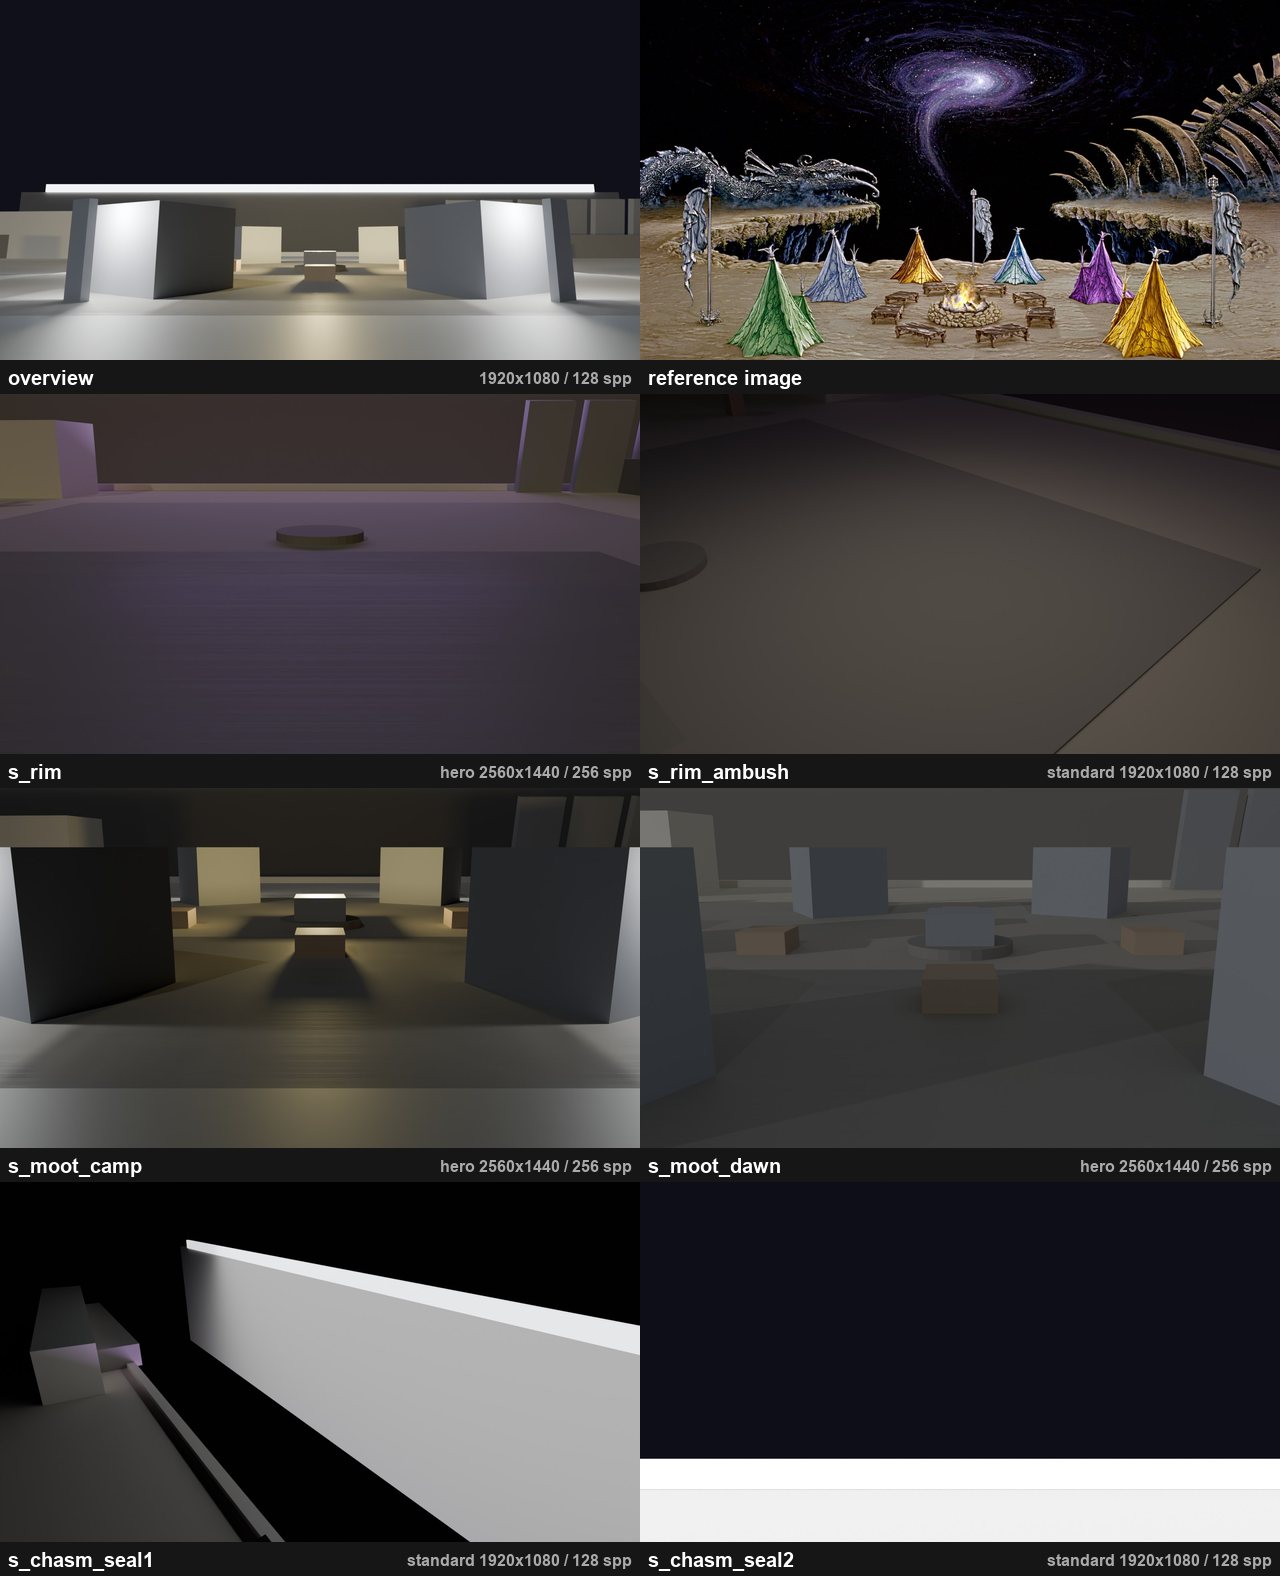 overview 1920x1080 / 128 spp
reference image
s_rim hero 2560x1440 / 256 spp
s_rim_ambush standard 1920x1080 / 128 spp
s_moot_camp hero 2560x1440 / 256 spp
s_moot_dawn hero 2560x1440 / 256 spp
s_chasm_seal1 standard 1920x1080 / 128 spp
s_chasm_seal2 standard 1920x1080 / 128 spp